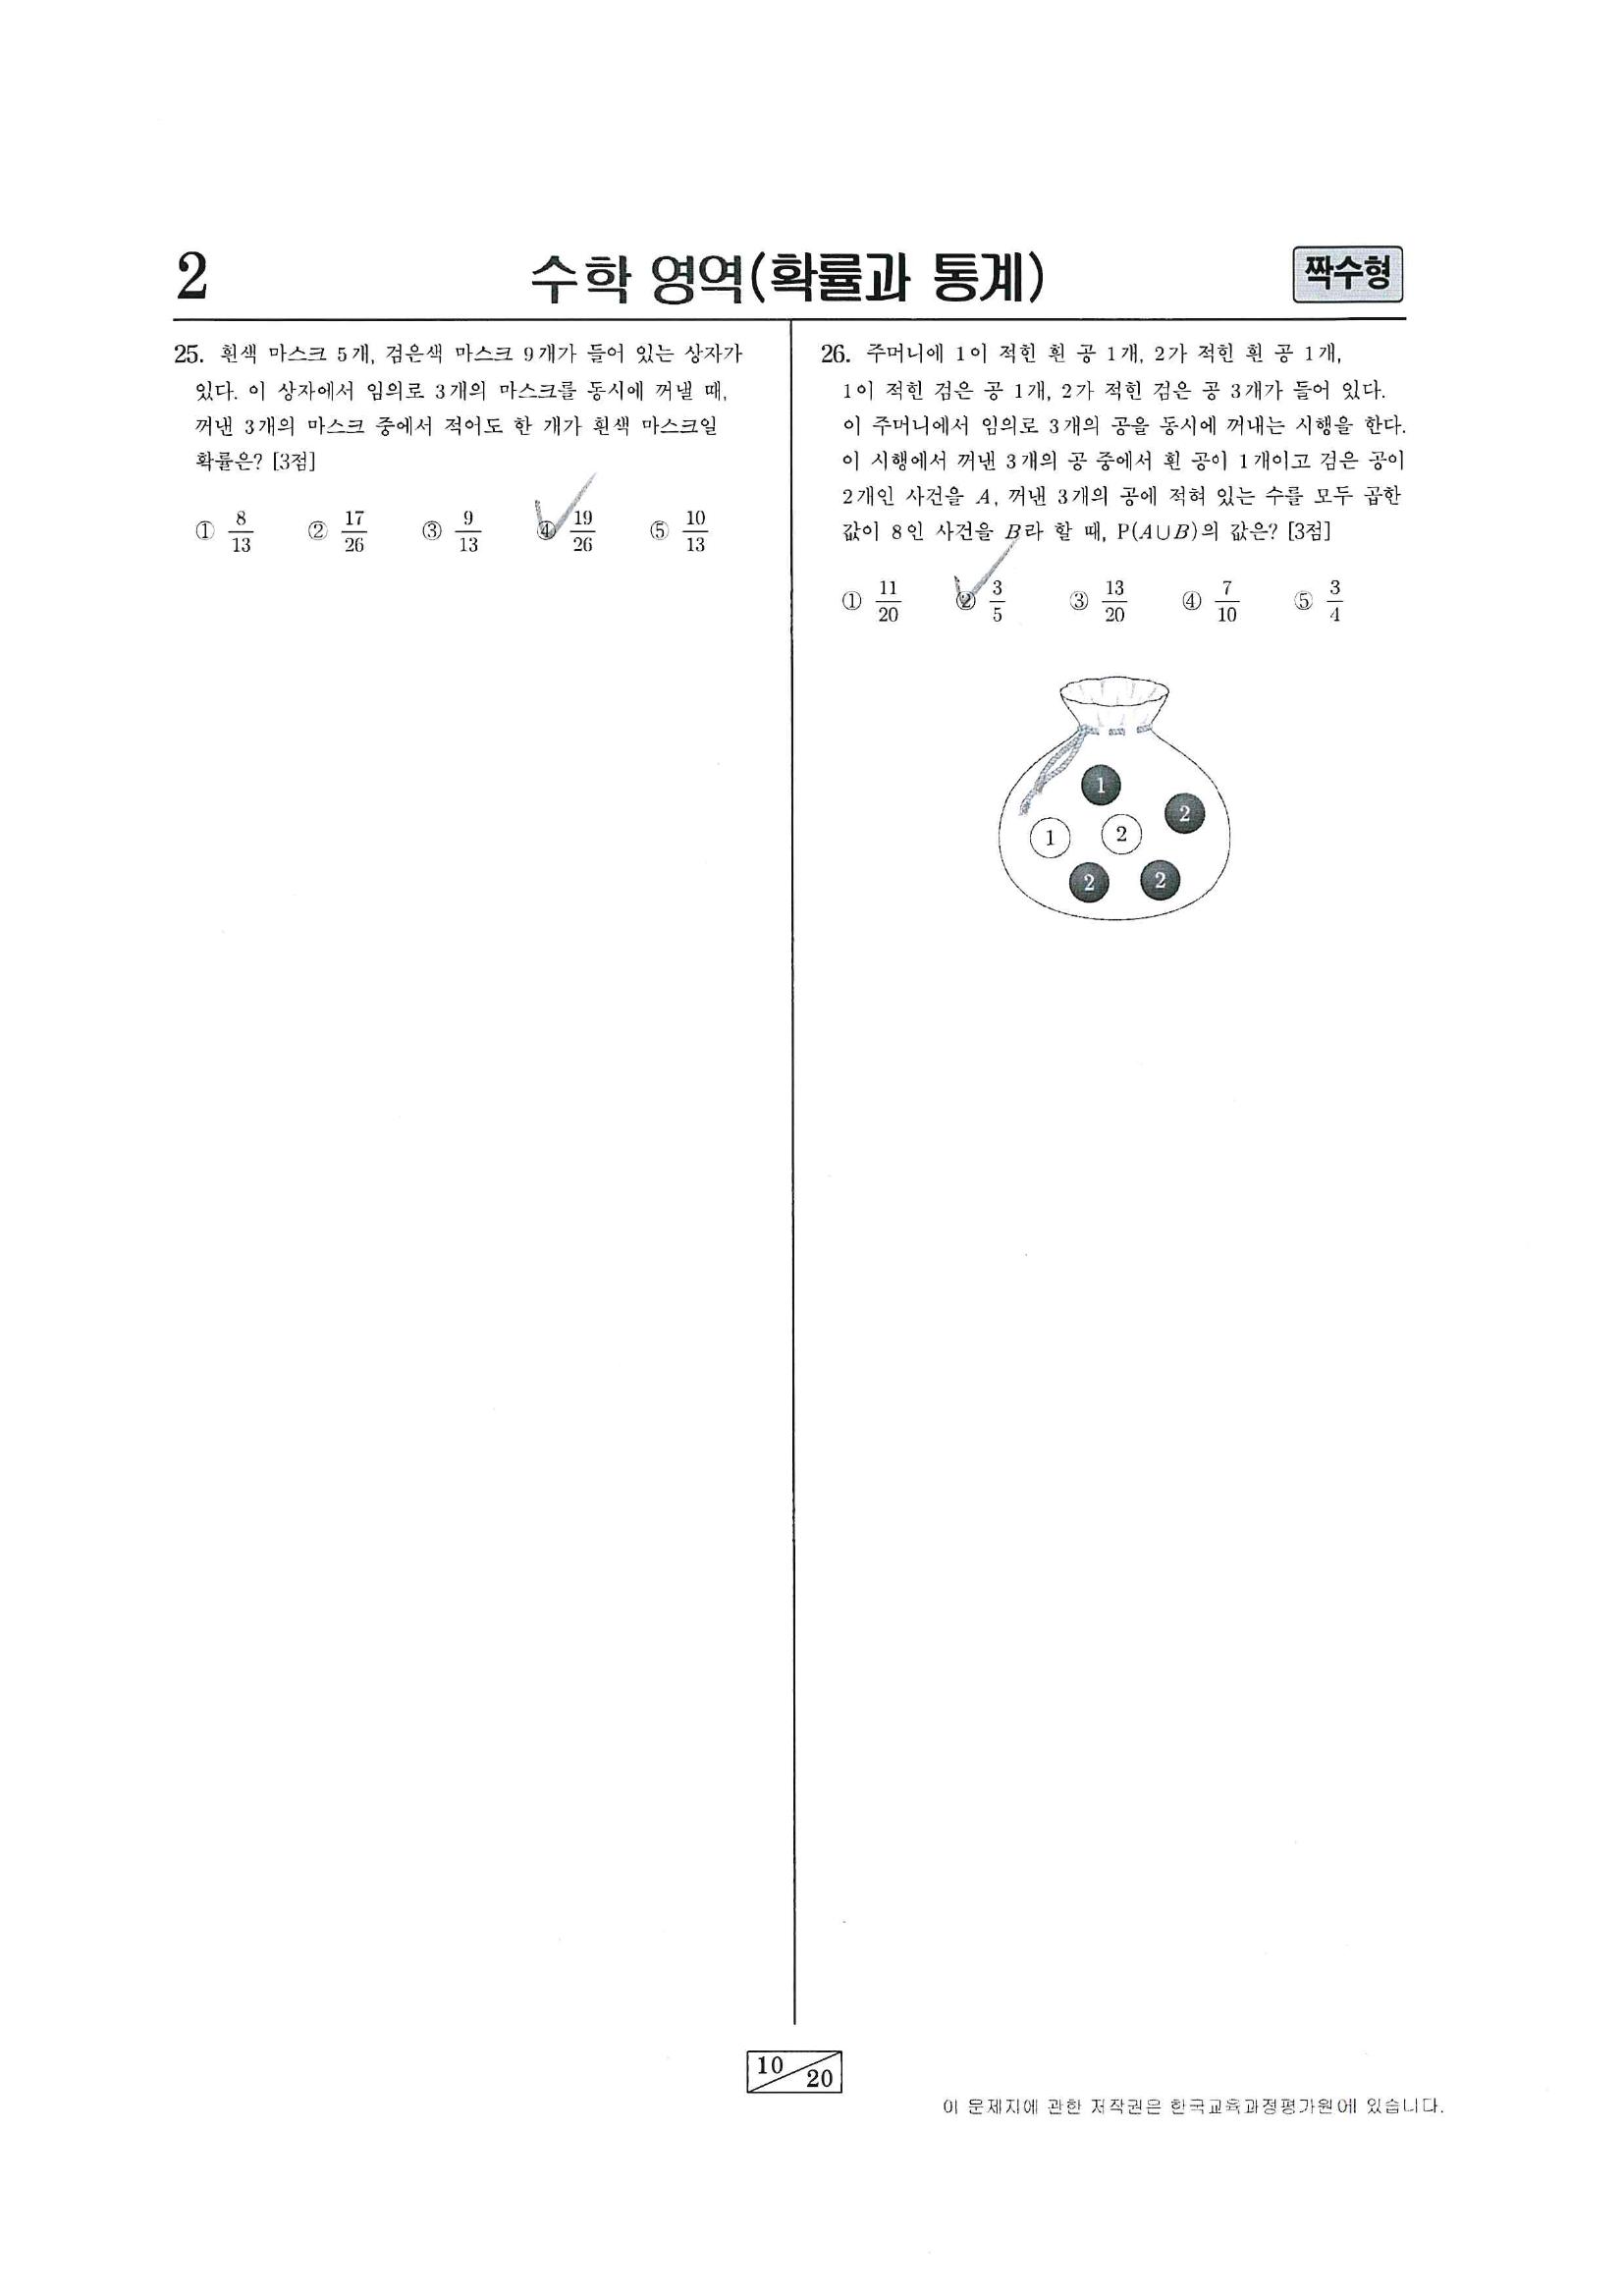 2
수학 영역(확률과 통계)
짝수형
25. 흰색 마스크 5개, 검은색 마스크 9개가 들어 있는 상자가
있다. 이 상자에서 임의로 3개의 마스크를 동시에 꺼낼 때,
꺼낸 3개의 마스크 중에서 적어도 한 개가 흰색 마스크일
확률은? [3점]
① 8/13 ② 17/26 ③ 9/13 ④ 19/26 ⑤ 10/13
26. 주머니에 1이 적힌 흰 공 1개, 2가 적힌 흰 공 1개,
1이 적힌 검은 공 1개, 2가 적힌 검은 공 3개가 들어 있다.
이 주머니에서 임의로 3개의 공을 동시에 꺼내는 시행을 한다.
이 시행에서 꺼낸 3개의 공 중에서 흰 공이 1개이고 검은 공이
2개인 사건을 A, 꺼낸 3개의 공에 적혀 있는 수를 모두 곱한
값이 8인 사건을 B라 할 때, P(A∪B)의 값은? [3점]
① 11/20 ② 3/5 ③ 13/20 ④ 7/10 ⑤ 3/4
1
2
1
2
2
2
10/20
이 문제지에 관한 저작권은 한국교육과정평가원에 있습니다.